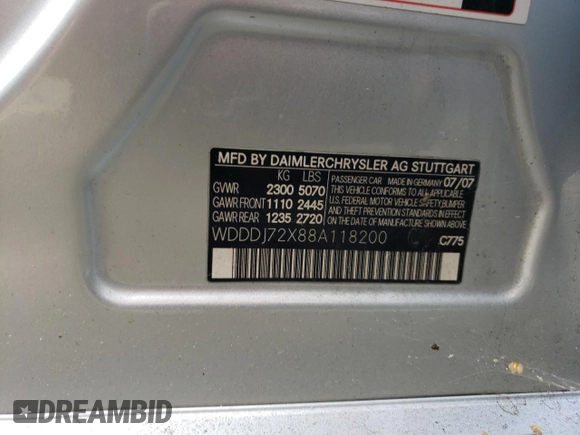 MFD BY DAIMLERCHRYSLER AG STUTTGART
KG LBS
GVWR 2300 5070
GAWR FRONT 1110 2445
GAWR REAR 1235 2720
PASSENGER CAR MADE IN GERMANY 07/07
THIS VEHICLE CONFORMS TO ALL APPLICABLE
U.S. FEDERAL MOTOR VEHICLE SAFETY, BUMPER
AND THEFT PREVENTION STANDARDS IN EFFECT
ON THE DATE OF MANUFACTURE SHOWN ABOVE
WDDDJ72X88A118200 C775
DREAMBID